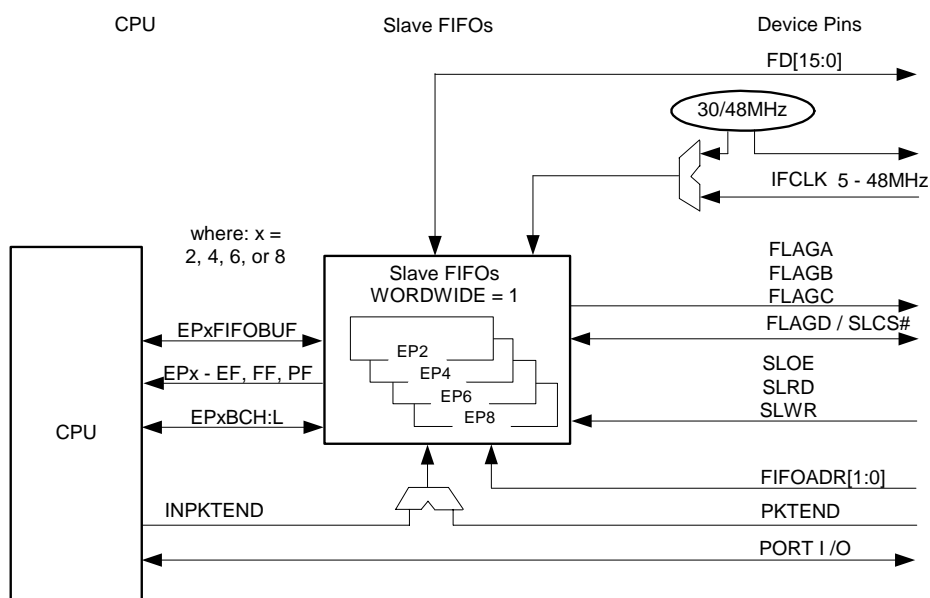 CPU
Slave FIFOs
Device Pins
FD[15:0]
30/48MHz
IFCLK 5 - 48MHz
where: x =
2, 4, 6, or 8
Slave FIFOs
WORDWIDE = 1
FLAGA
FLAGB
FLAGC
FLAGD / SLCS#
EPxFIFOBUF
EP2
EPx - EF, FF, PF
EP4
EP6
EP8
SLOE
SLRD
SLWR
EPxBCH:L
CPU
FIFOADR[1:0]
INPKTEND
PKTEND
PORT I /O